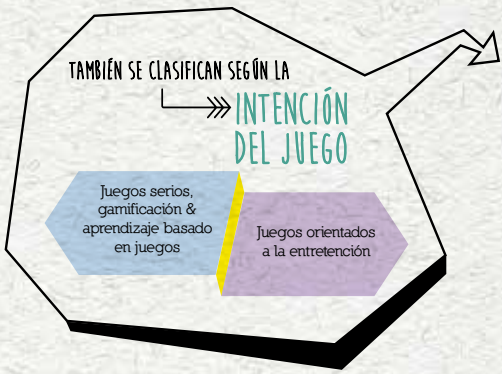 TAMBIÉN SE CLASIFICAN SEGÚN LA
INTENCIÓN
DEL JUEGO
Juegos serios,
gamificación &
aprendizaje basado
en juegos
Juegos orientados
a la entretención